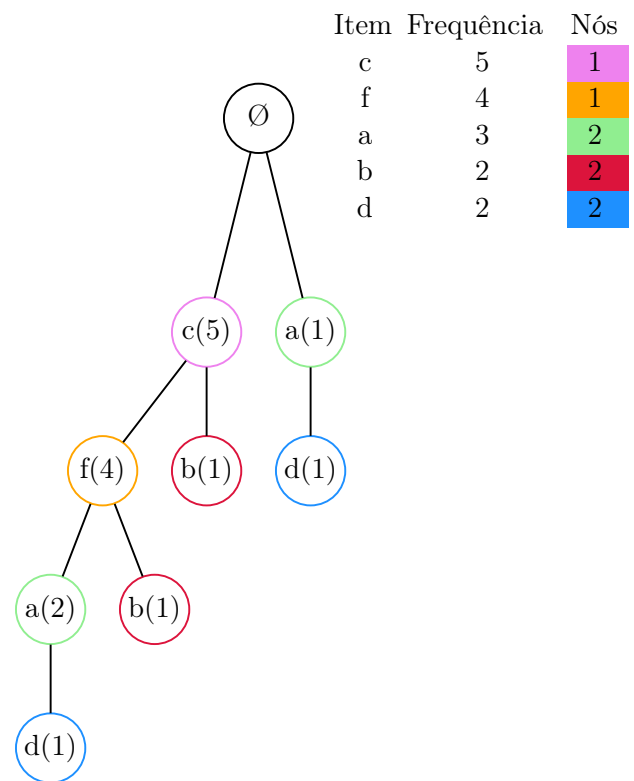 Item Frequência Nós
c 5 1
f 4 1
a 3 2
b 2 2
d 2 2
Ø
c(5) a(1)
f(4) b(1) d(1)
a(2) b(1)
d(1)